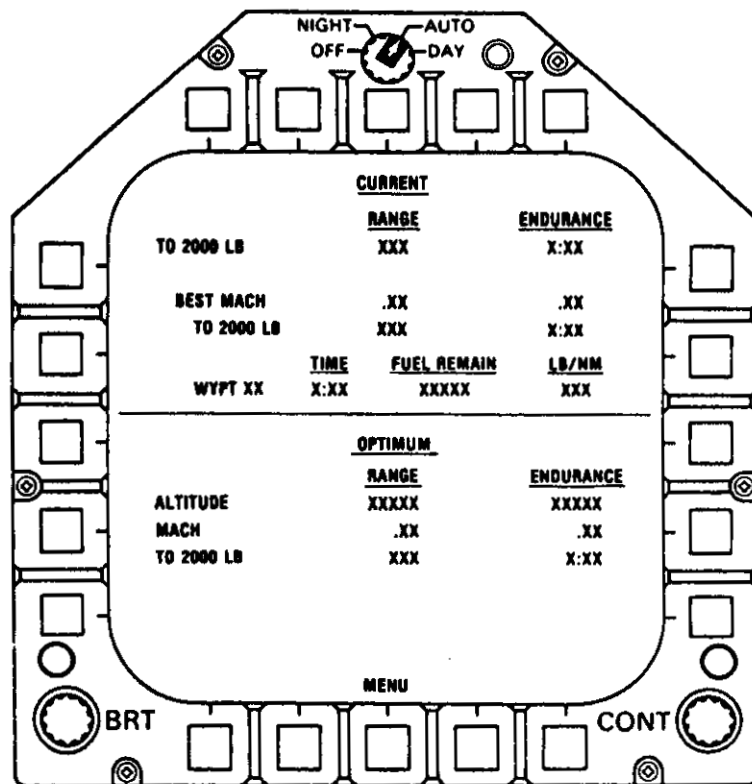 NIGHT AUTO
OFF DAY
CURRENT
RANGE ENDURANCE
TO 2000 LB XXX X:XX
BEST MACH .XX .XX
TO 2000 LB XXX X:XX
TIME FUEL REMAIN LB/NM
WYPT XX X:XX XXXXX XXX
OPTIMUM
RANGE ENDURANCE
ALTITUDE XXXXX XXXXX
MACH .XX .XX
TO 2000 LB XXX X:XX
MENU
BRT CONT